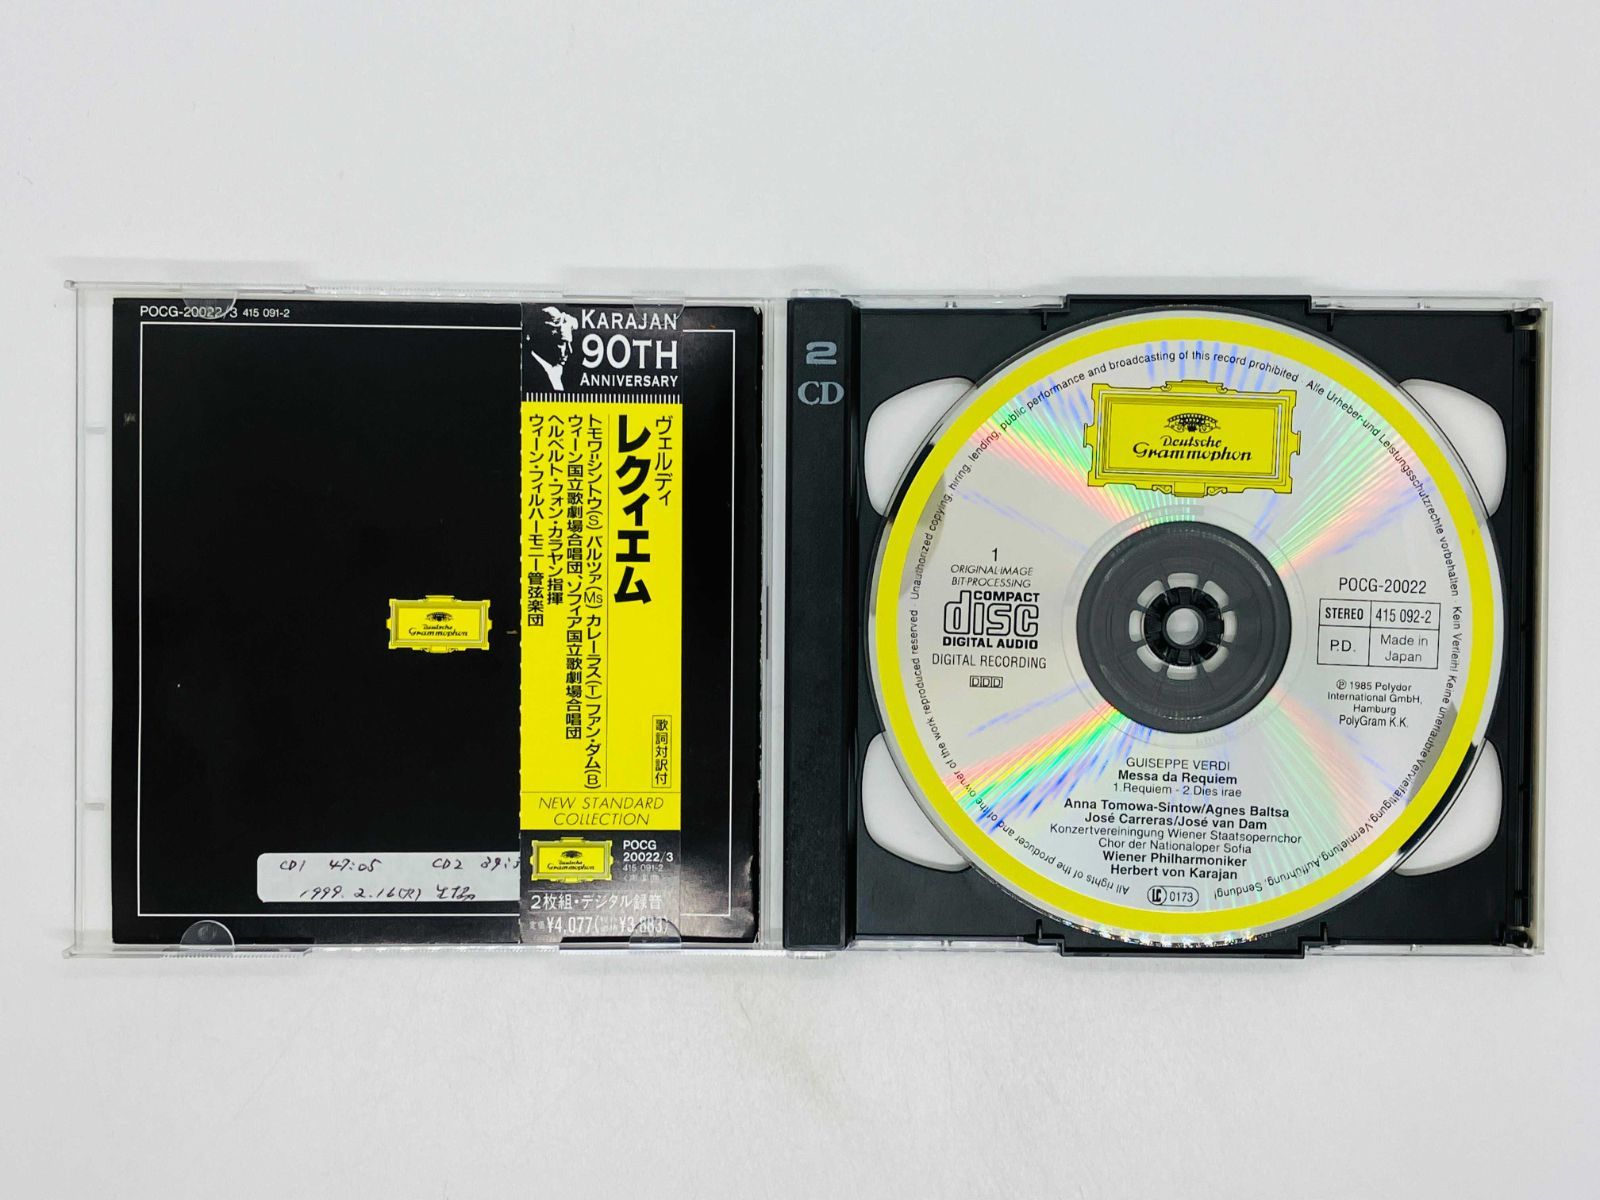 POCG-20022/3 415 091-2
Deutsche
Grammophon
CD1 47:05 CD2
1999. 2. 16(火)
KARAJAN
90TH
ANNIVERSARY
ヴェルディ
レクィエム
トモワ=シントウ(S) バルツァ(Ms) カレーラス(T) ファン・ダム(B)
ウィーン国立歌劇場合唱団、ソフィア国立歌劇場合唱団
ヘルベルト・フォン・カラヤン指揮
ウィーン・フィルハーモニー管弦楽団
歌詞対訳付
NEW STANDARD
COLLECTION
Deutsche
Grammophon
POCG
20022/3
415 091-2
2枚組・デジタル録音
定価¥4,077
¥3,883
2
CD
Deutsche
Grammophon
1
ORIGINAL-IMAGE
BIT-PROCESSING
COMPACT
disc
DIGITAL AUDIO
DIGITAL RECORDING
DDD
POCG-20022
STEREO 415 092-2
P.D. Made in
Japan
℗ 1985 Polydor
International GmbH,
Hamburg
PolyGram K.K.
GUISEPPE VERDI
Messa da Requiem
1.Requiem - 2.Dies irae
Anna Tomowa-Sintow/Agnes Baltsa
José Carreras/José van Dam
Konzertvereiningung Wiener Staatsopernchor
Chor der Nationaloper Sofia
Wiener Philharmoniker
Herbert von Karajan
LC 0173
All rights of the producer and of the owner of the work reproduced reserved · Unauthorized copying, hiring, lending, public performance and broadcasting of this record prohibited · Alle Urheber-und Leistungsschutzrechte vorbehalten · Kein Verleih! Keine unerlaubte Vervielfältigung, Vermietung, Aufführung, Sendung!